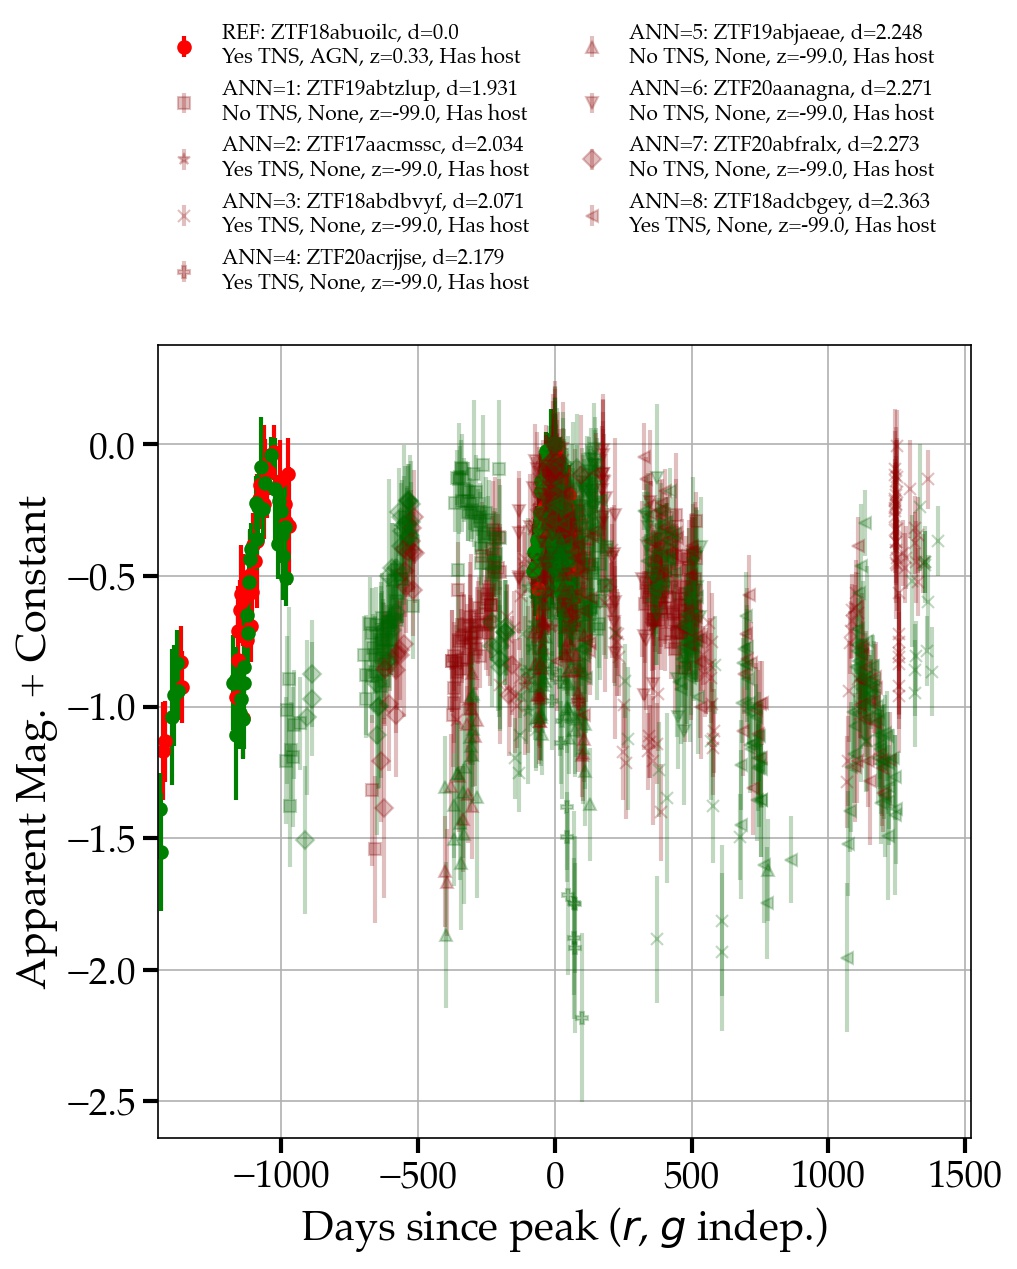 REF: ZTF18abuoilc, d=0.0
Yes TNS, AGN, z=0.33, Has host
ANN=1: ZTF19abtzlup, d=1.931
No TNS, None, z=-99.0, Has host
ANN=2: ZTF17aacmssc, d=2.034
Yes TNS, None, z=-99.0, Has host
ANN=3: ZTF18abdbvyf, d=2.071
Yes TNS, None, z=-99.0, Has host
ANN=4: ZTF20acrjjse, d=2.179
Yes TNS, None, z=-99.0, Has host
ANN=5: ZTF19abjaeae, d=2.248
No TNS, None, z=-99.0, Has host
ANN=6: ZTF20aanagna, d=2.271
No TNS, None, z=-99.0, Has host
ANN=7: ZTF20abfralx, d=2.273
No TNS, None, z=-99.0, Has host
ANN=8: ZTF18adcbgey, d=2.363
Yes TNS, None, z=-99.0, Has host
Apparent Mag. + Constant
0.0
−0.5
−1.0
−1.5
−2.0
−2.5
−1000
−500
0
500
1000
1500
Days since peak (r, g indep.)